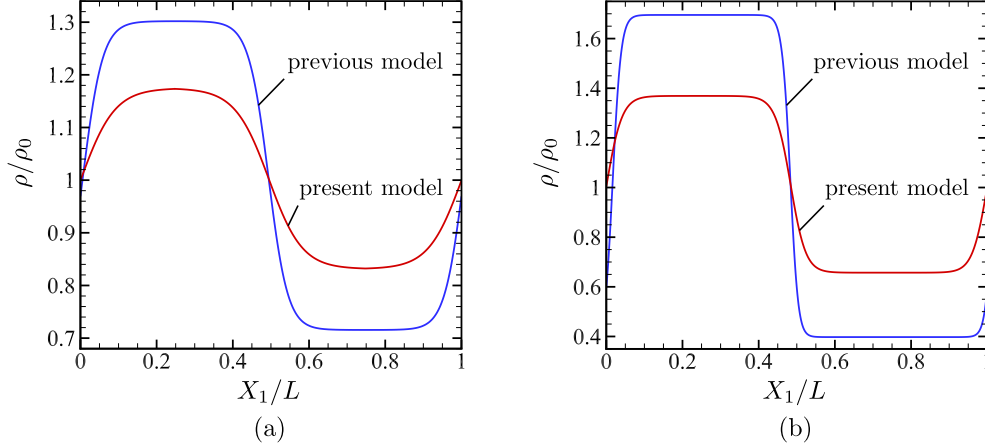 1.3
1.2
1.1
1
0.9
0.8
0.7
ρ/ρ0
previous model
present model
0 0.2 0.4 0.6 0.8 1
X1/L
(a)
1.6
1.4
1.2
1
0.8
0.6
0.4
ρ/ρ0
previous model
present model
0 0.2 0.4 0.6 0.8 1
X1/L
(b)